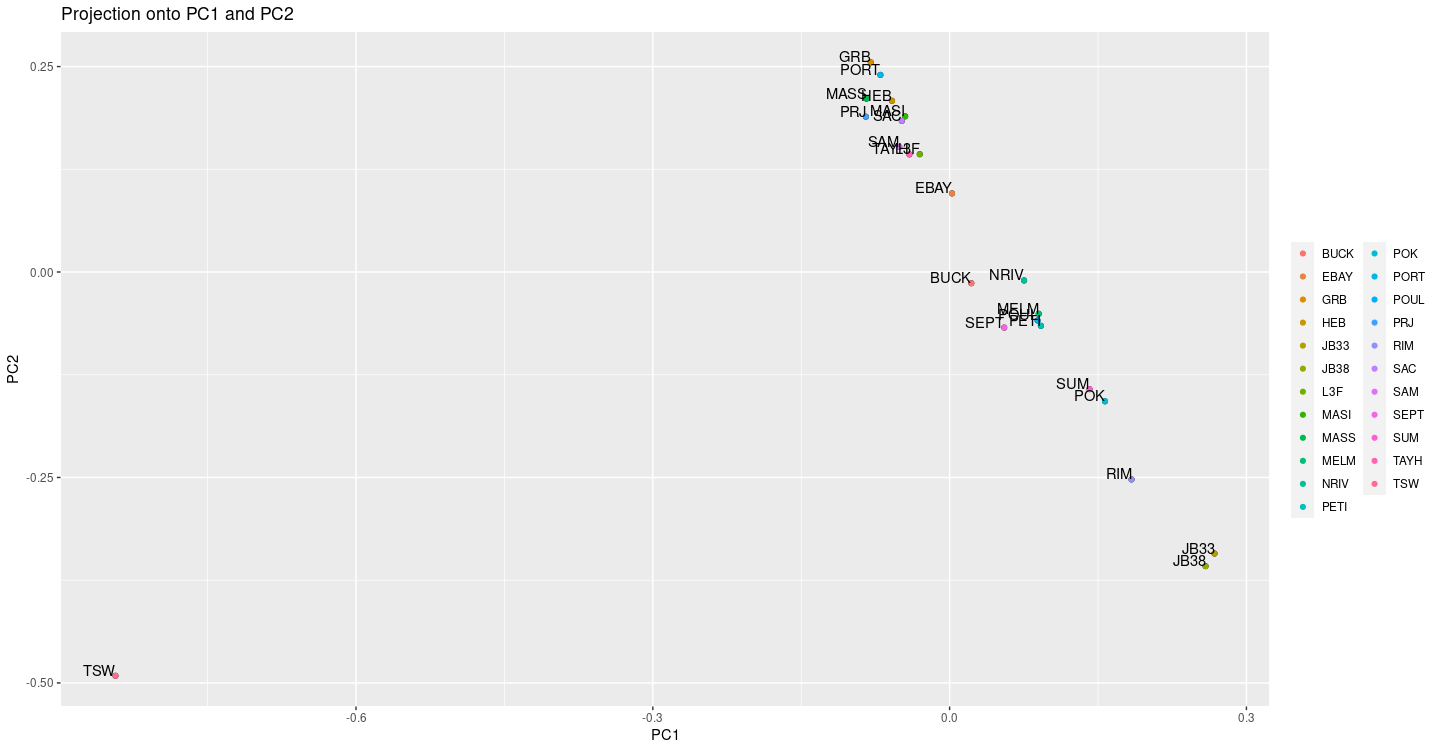 Projection onto PC1 and PC2
GRB
PORT
MASS HEB
PRJ MASI
SAC
SAM
TAYH L3F
EBAY
BUCK NRIV
MELM
POUL
SEPT PETI
SUM
POK
RIM
JB33
JB38
TSW
0.25
0.00
-0.25
-0.50
PC2
-0.6 -0.3 0.0 0.3
PC1
BUCK POK
EBAY PORT
GRB POUL
HEB PRJ
JB33 RIM
JB38 SAC
L3F SAM
MASI SEPT
MASS SUM
MELM TAYH
NRIV TSW
PETI